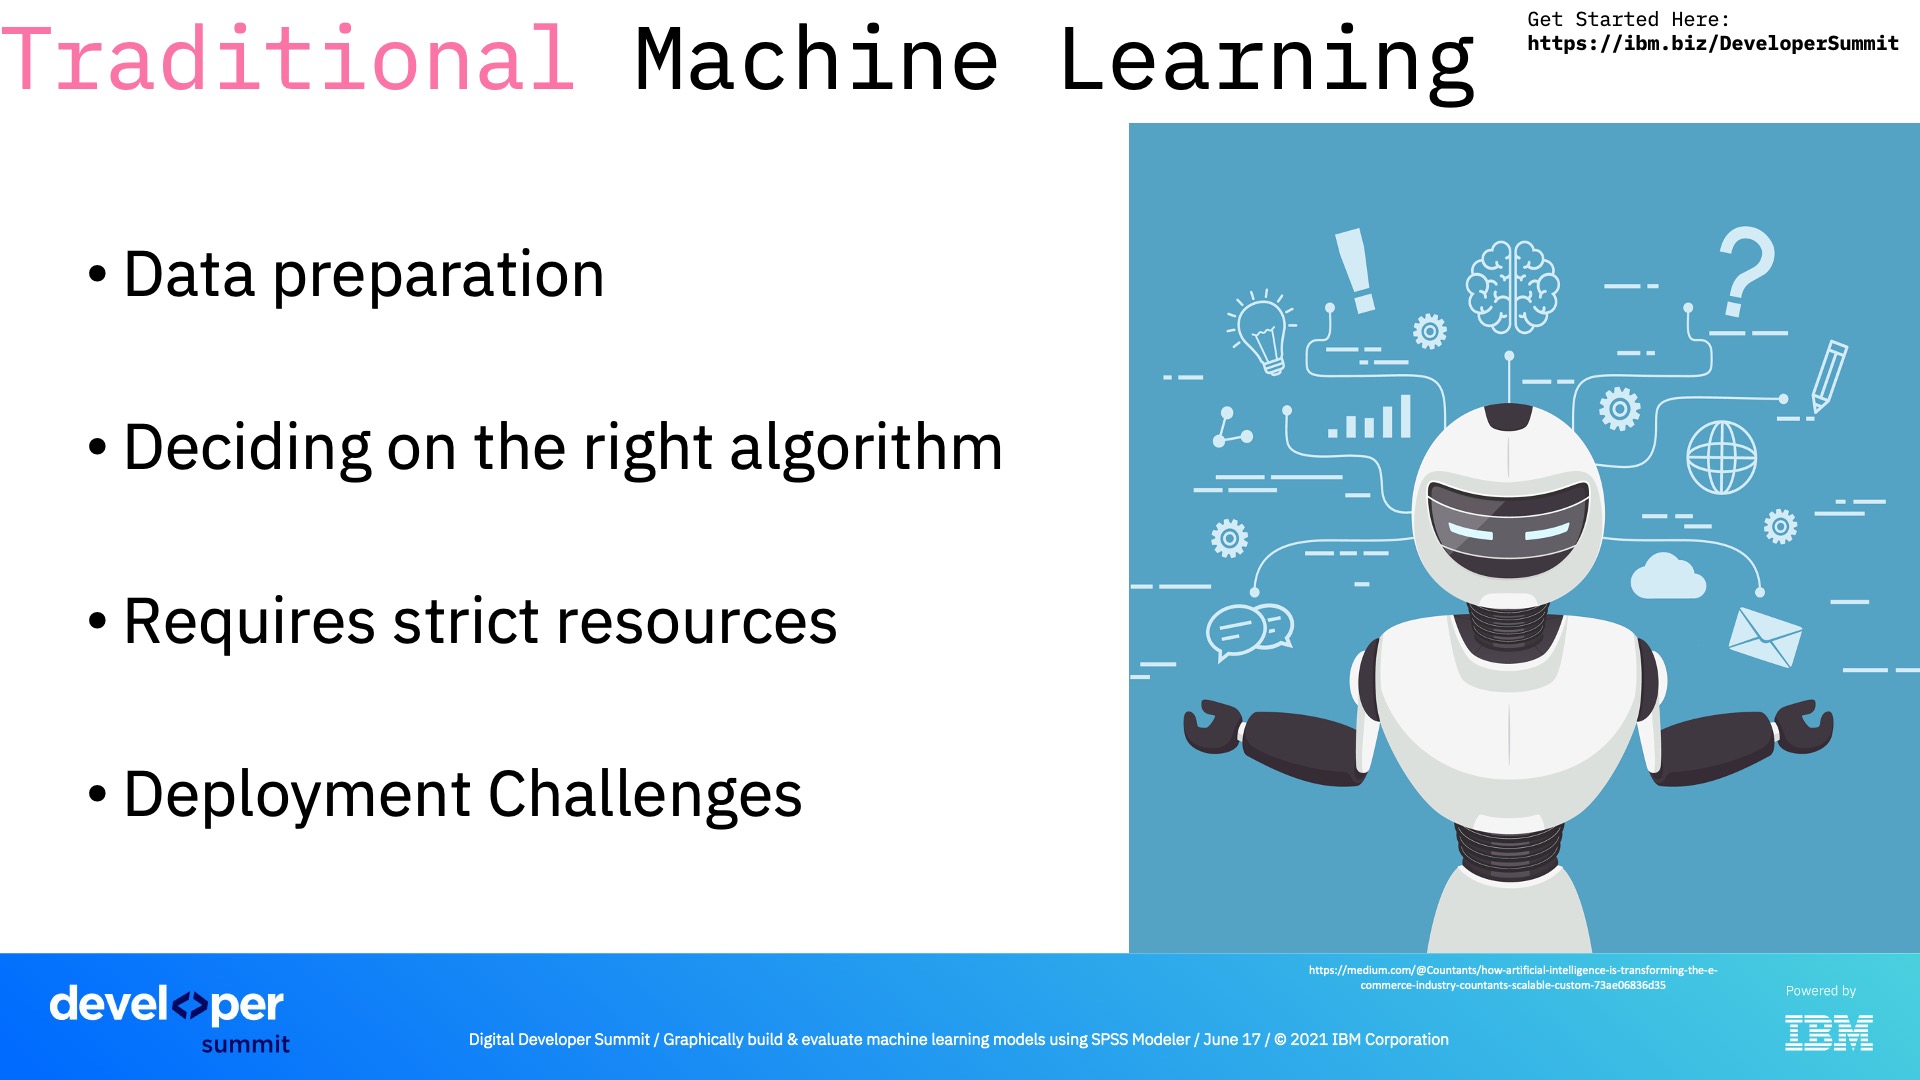 Traditional Machine Learning
Get Started Here:
https://ibm.biz/DeveloperSummit
• Data preparation
• Deciding on the right algorithm
• Requires strict resources
• Deployment Challenges
https://medium.com/@Countants/how-artificial-intelligence-is-transforming-the-e-
commerce-industry-countants-scalable-custom-73ae06836d35
devel<>per
summit
Digital Developer Summit / Graphically build & evaluate machine learning models using SPSS Modeler / June 17 / © 2021 IBM Corporation
Powered by
IBM